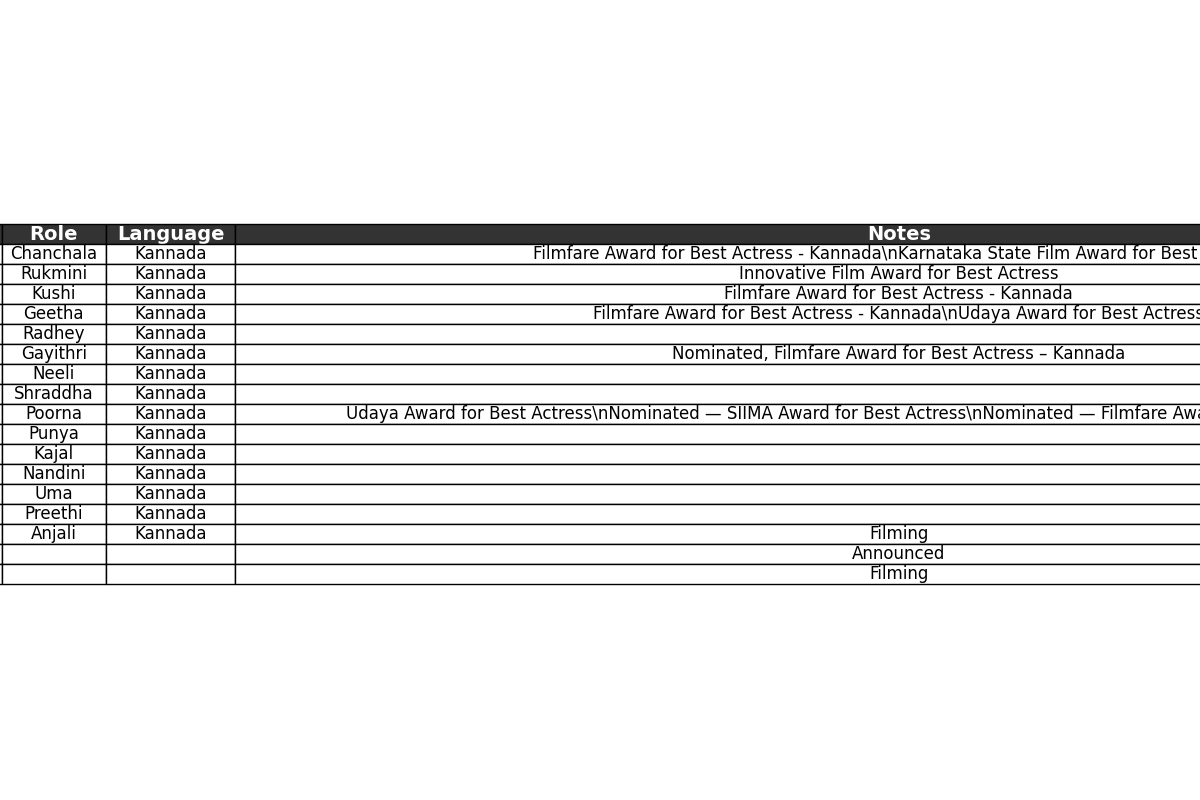 Role Language Notes
Chanchala Kannada Filmfare Award for Best Actress - Kannada\nKarnataka State Film Award for Best
Rukmini Kannada Innovative Film Award for Best Actress
Kushi Kannada Filmfare Award for Best Actress - Kannada
Geetha Kannada Filmfare Award for Best Actress - Kannada\nUdaya Award for Best Actress
Radhey Kannada
Gayithri Kannada Nominated, Filmfare Award for Best Actress – Kannada
Neeli Kannada
Shraddha Kannada
Poorna Kannada Udaya Award for Best Actress\nNominated — SIIMA Award for Best Actress\nNominated — Filmfare
Punya Kannada
Kajal Kannada
Nandini Kannada
Uma Kannada
Preethi Kannada
Anjali Kannada Filming
Announced
Filming